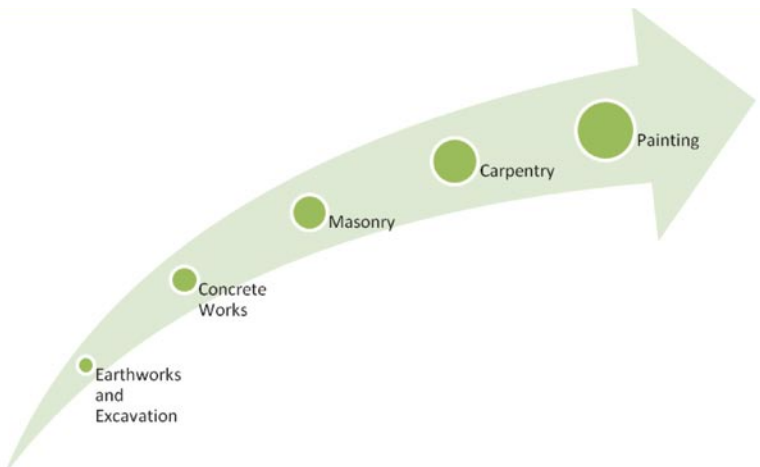 Painting
Carpentry
Masonry
Concrete
Works
Earthworks
and
Excavation